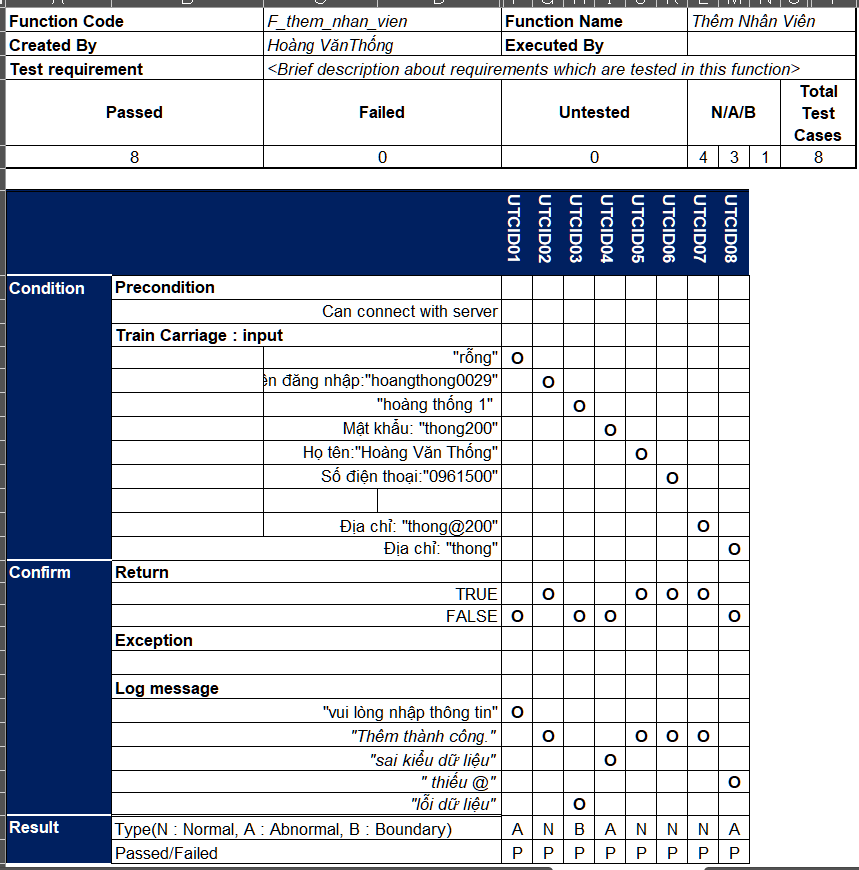 Function Code F_them_nhan_vien Function Name Thêm Nhân Viên
Created By Hoàng VănThống Executed By
Test requirement <Brief description about requirements which are tested in this function>
Passed Failed Untested N/A/B Total Test Cases
8 0 0 4 3 1 8
UTCID01 UTCID02 UTCID03 UTCID04 UTCID05 UTCID06 UTCID07 UTCID08
Condition Precondition
Can connect with server
Train Carriage : input
"rỗng" O
ên đăng nhập:"hoangthong0029" O
"hoàng thống 1" O
Mật khẩu: "thong200" O
Họ tên:"Hoàng Văn Thống" O
Số điện thoại:"0961500" O
Địa chỉ: "thong@200" O
Địa chỉ: "thong" O
Confirm Return
TRUE O O O O
FALSE O O O O
Exception
Log message
"vui lòng nhập thông tin" O
"Thêm thành công." O O O O
"sai kiểu dữ liệu" O
" thiếu @" O
"lỗi dữ liệu" O
Result Type(N : Normal, A : Abnormal, B : Boundary) A N B A N N N A
Passed/Failed P P P P P P P P